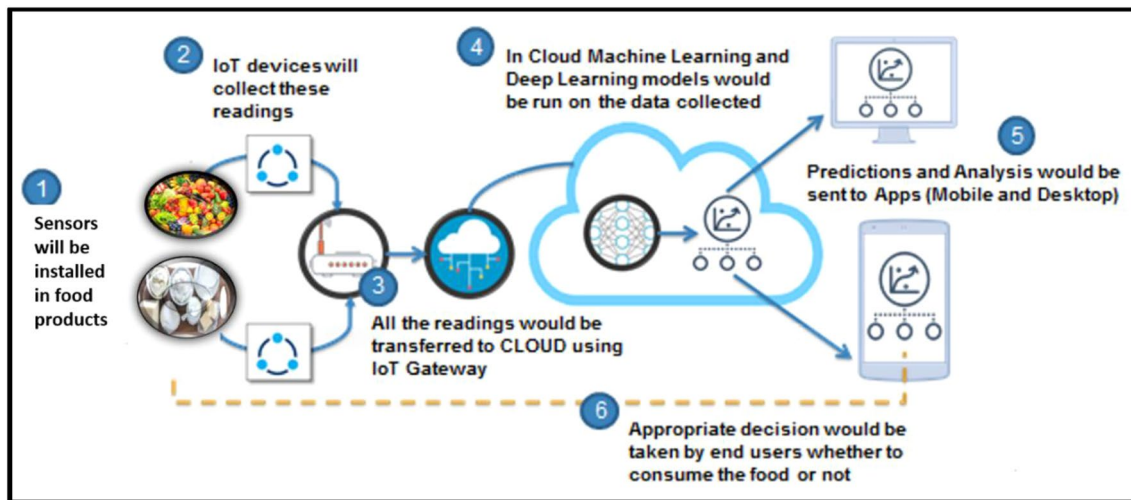 1
Sensors
will be
installed
in food
products
2
IoT devices will
collect these
readings
3
All the readings would be
transferred to CLOUD using
IoT Gateway
4
In Cloud Machine Learning and
Deep Learning models would
be run on the data collected
5
Predictions and Analysis would be
sent to Apps (Mobile and Desktop)
6
Appropriate decision would be
taken by end users whether to
consume the food or not